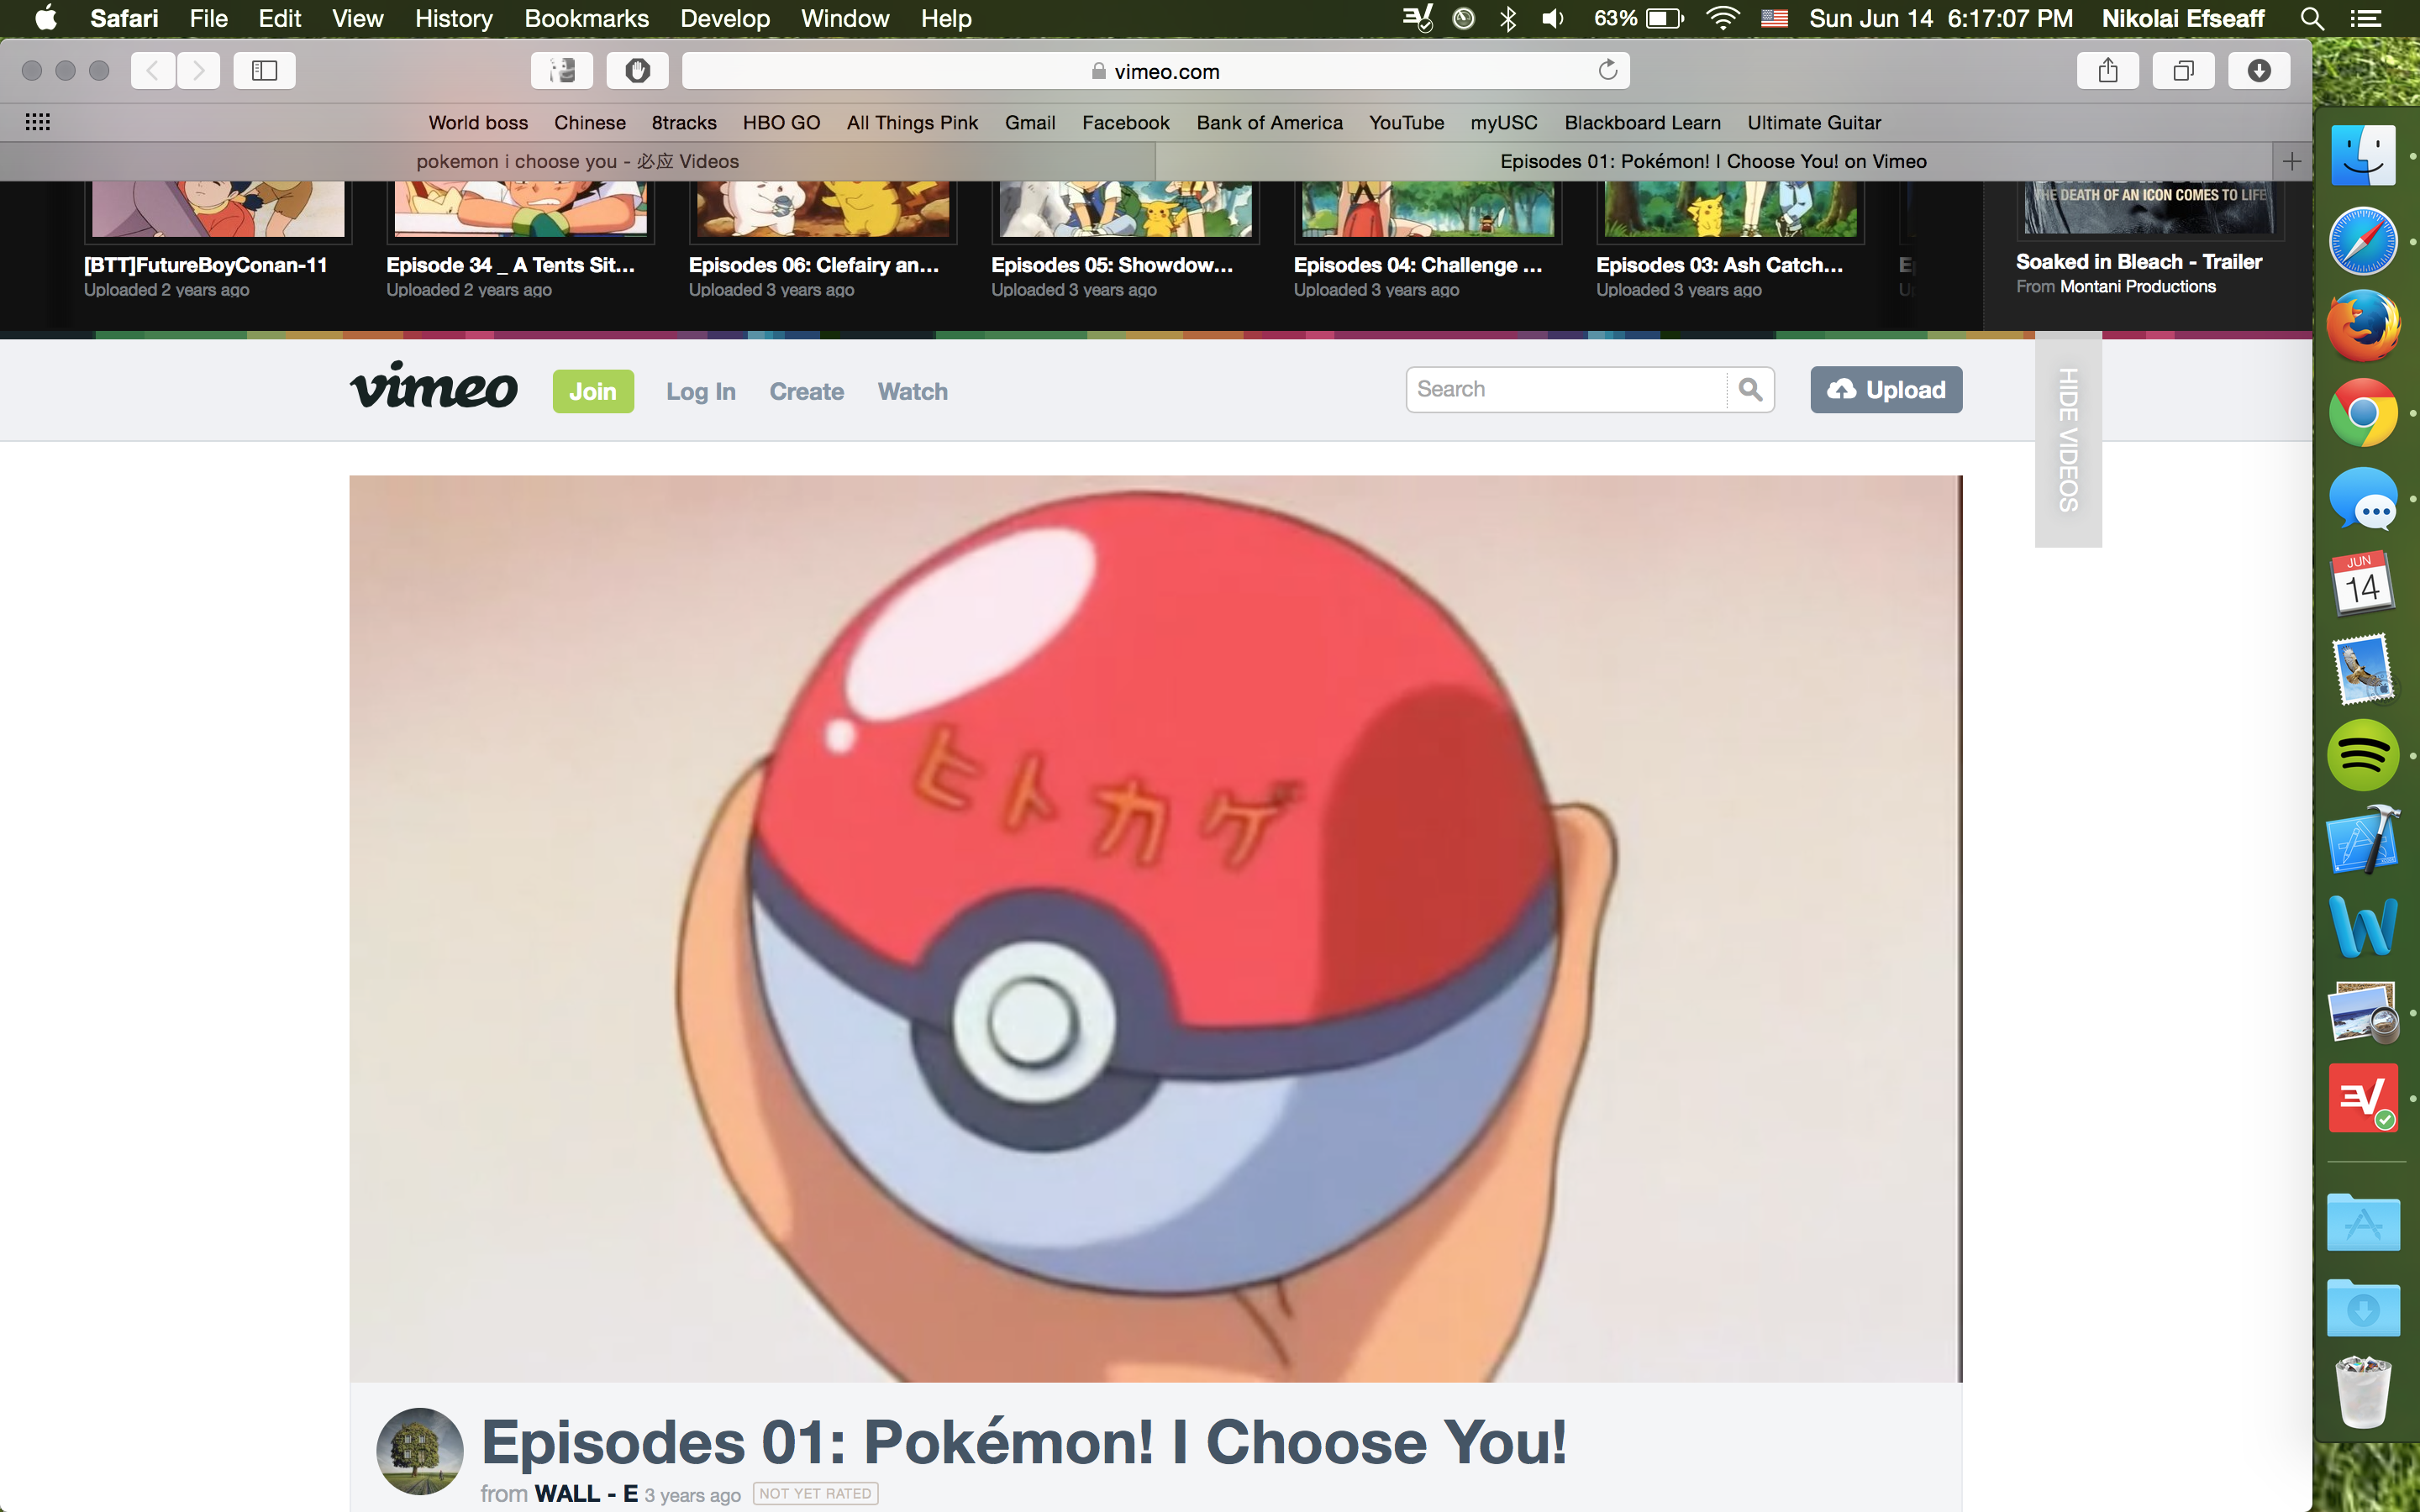 Safari File Edit View History Bookmarks Develop Window Help 63% Sun Jun 14 6:17:07 PM Nikolai Efseaff
vimeo.com
World boss Chinese 8tracks HBO GO All Things Pink Gmail Facebook Bank of America YouTube myUSC Blackboard Learn Ultimate Guitar
pokemon i choose you - 必应 Videos Episodes 01: Pokémon! I Choose You! on Vimeo
THE DEATH OF AN ICON COMES TO LIFE
[BTT]FutureBoyConan-11 Episode 34 _ A Tents Sit... Episodes 06: Clefairy an... Episodes 05: Showdow... Episodes 04: Challenge ... Episodes 03: Ash Catch... Soaked in Bleach - Trailer
Uploaded 2 years ago Uploaded 2 years ago Uploaded 3 years ago Uploaded 3 years ago Uploaded 3 years ago Uploaded 3 years ago From Montani Productions
vimeo Join Log In Create Watch Search Upload
HIDE VIDEOS
JUN
14
ヒトカゲ
Episodes 01: Pokémon! I Choose You!
from WALL - E 3 years ago NOT YET RATED